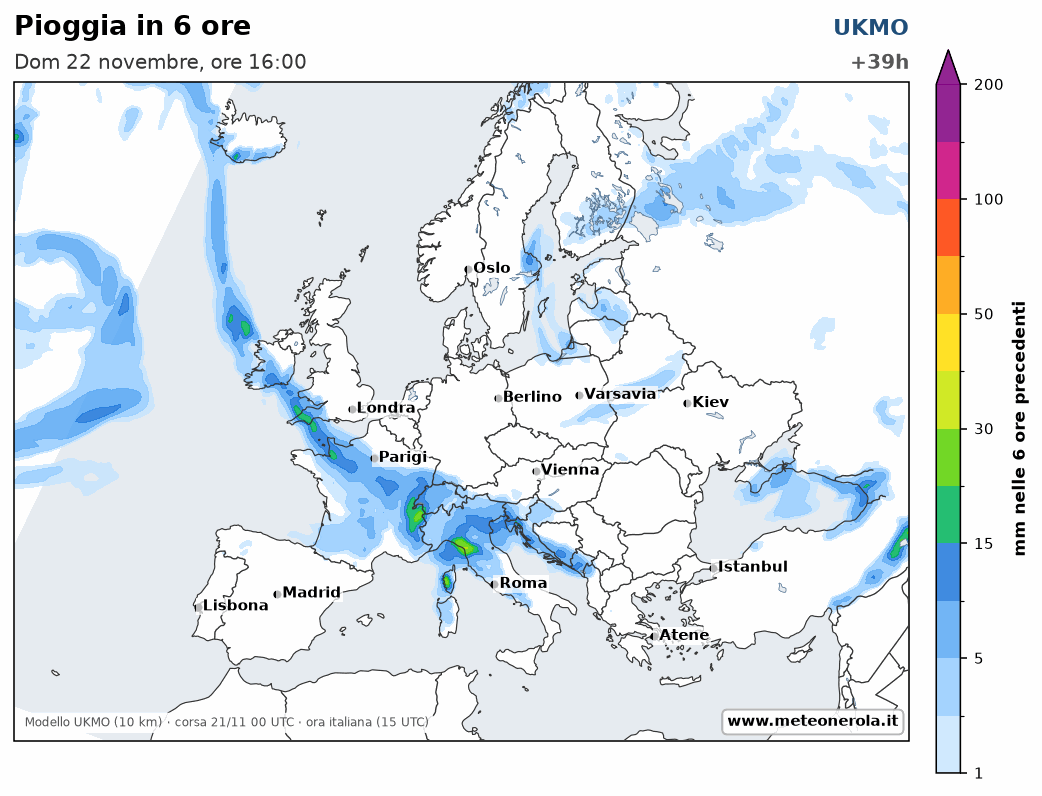 Pioggia in 6 ore
UKMO
Dom 22 novembre, ore 16:00
+39h
200
100
50
30
15
5
1
mm nelle 6 ore precedenti
Oslo
Londra
Berlino
Varsavia
Kiev
Parigi
Vienna
Istanbul
Roma
Madrid
Lisbona
Atene
Modello UKMO (10 km) · corsa 21/11 00 UTC · ora italiana (15 UTC)
www.meteonerola.it